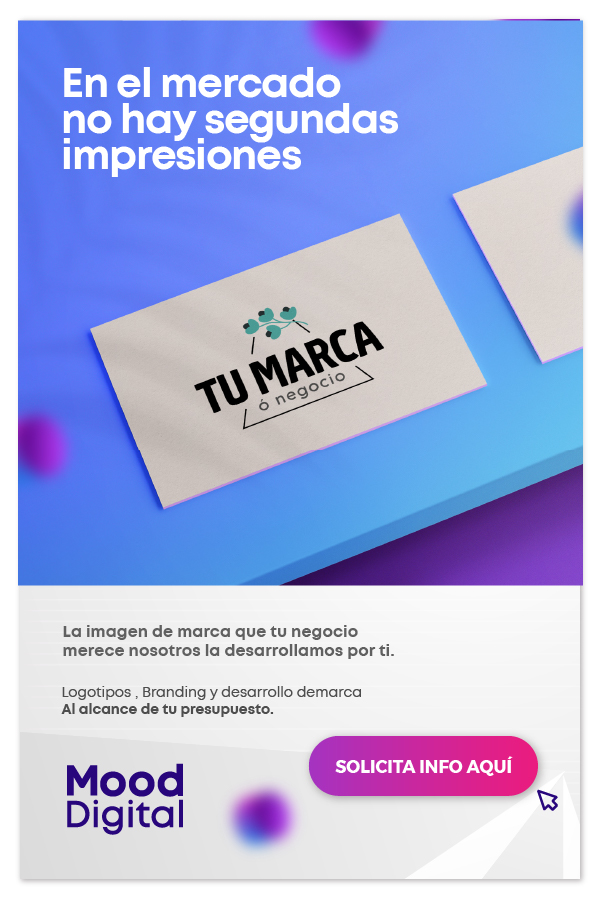 En el mercado
no hay segundas
impresiones
TU MARCA
ó negocio
La imagen de marca que tu negocio
merece nosotros la desarrollamos por ti.
Logotipos , Branding y desarrollo demarca
Al alcance de tu presupuesto.
SOLICITA INFO AQUÍ
Mood
Digital